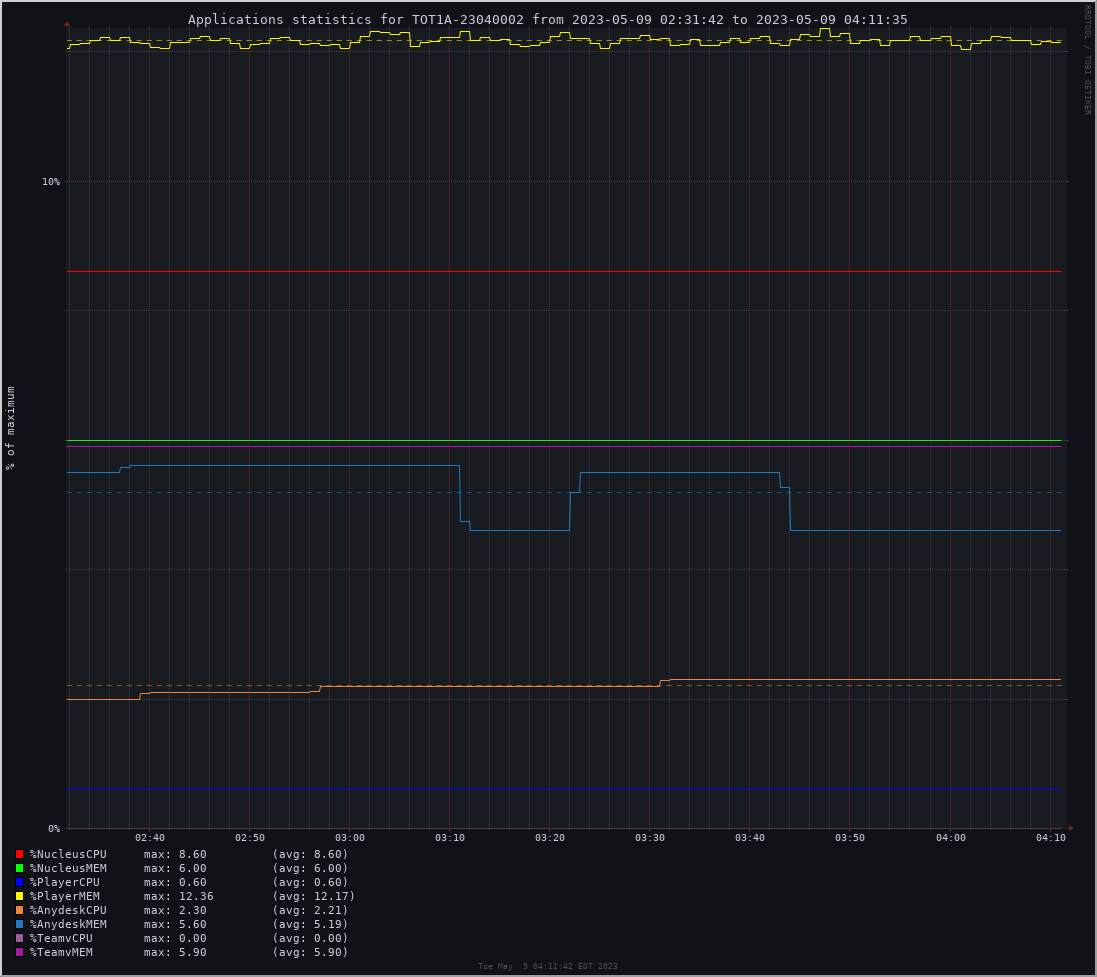 Applications statistics for TOT1A-23040002 from 2023-05-09 02:31:42 to 2023-05-09 04:11:35
RRDTOOL / TOBI OETIKER
% of maximum
10%
0%
02:40 02:50 03:00 03:10 03:20 03:30 03:40 03:50 04:00 04:10
%NucleusCPU max: 8.60 (avg: 8.60)
%NucleusMEM max: 6.00 (avg: 6.00)
%PlayerCPU max: 0.60 (avg: 0.60)
%PlayerMEM max: 12.36 (avg: 12.17)
%AnydeskCPU max: 2.30 (avg: 2.21)
%AnydeskMEM max: 5.60 (avg: 5.19)
%TeamvCPU max: 0.00 (avg: 0.00)
%TeamvMEM max: 5.90 (avg: 5.90)
Tue May  9 04:11:42 EDT 2023